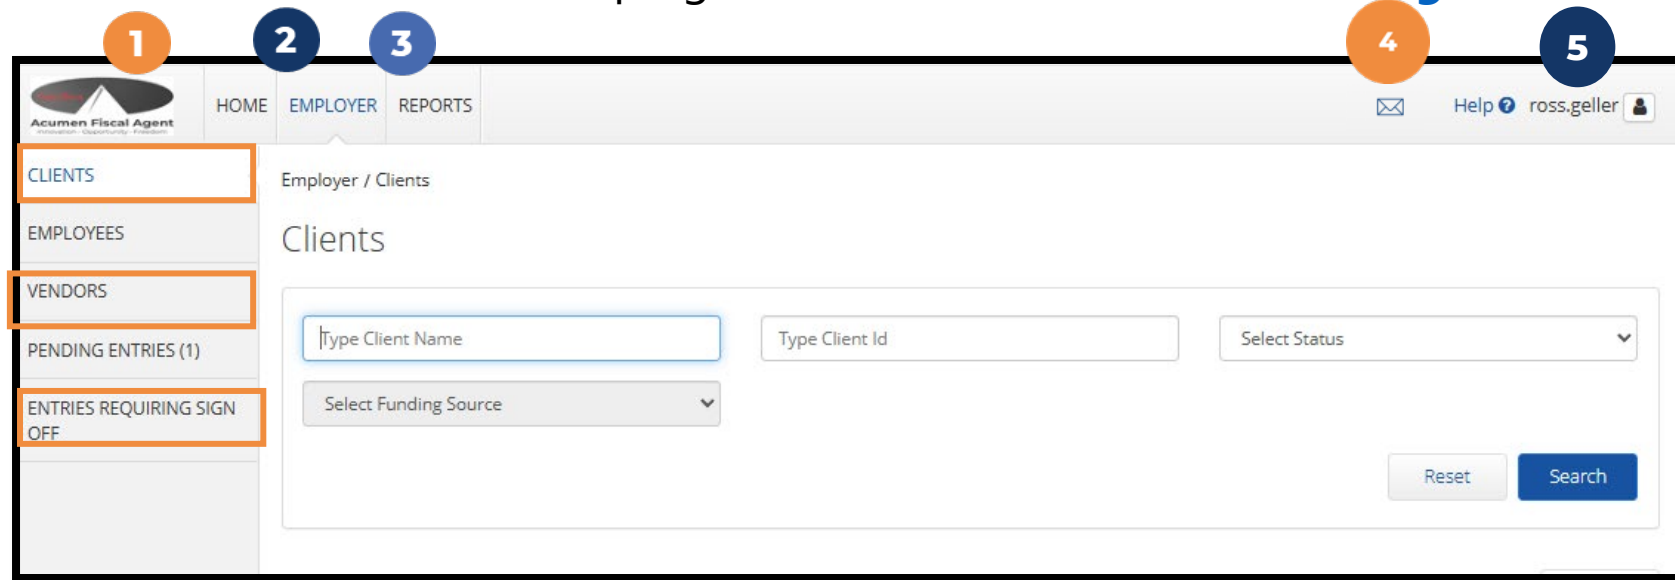 1 2 3 4 5
Acumen Fiscal Agent
HOME EMPLOYER REPORTS Help ? ross.geller
CLIENTS
EMPLOYEES
VENDORS
PENDING ENTRIES (1)
ENTRIES REQUIRING SIGN
OFF
Employer / Clients
Clients
Type Client Name Type Client Id Select Status
Select Funding Source
Reset Search